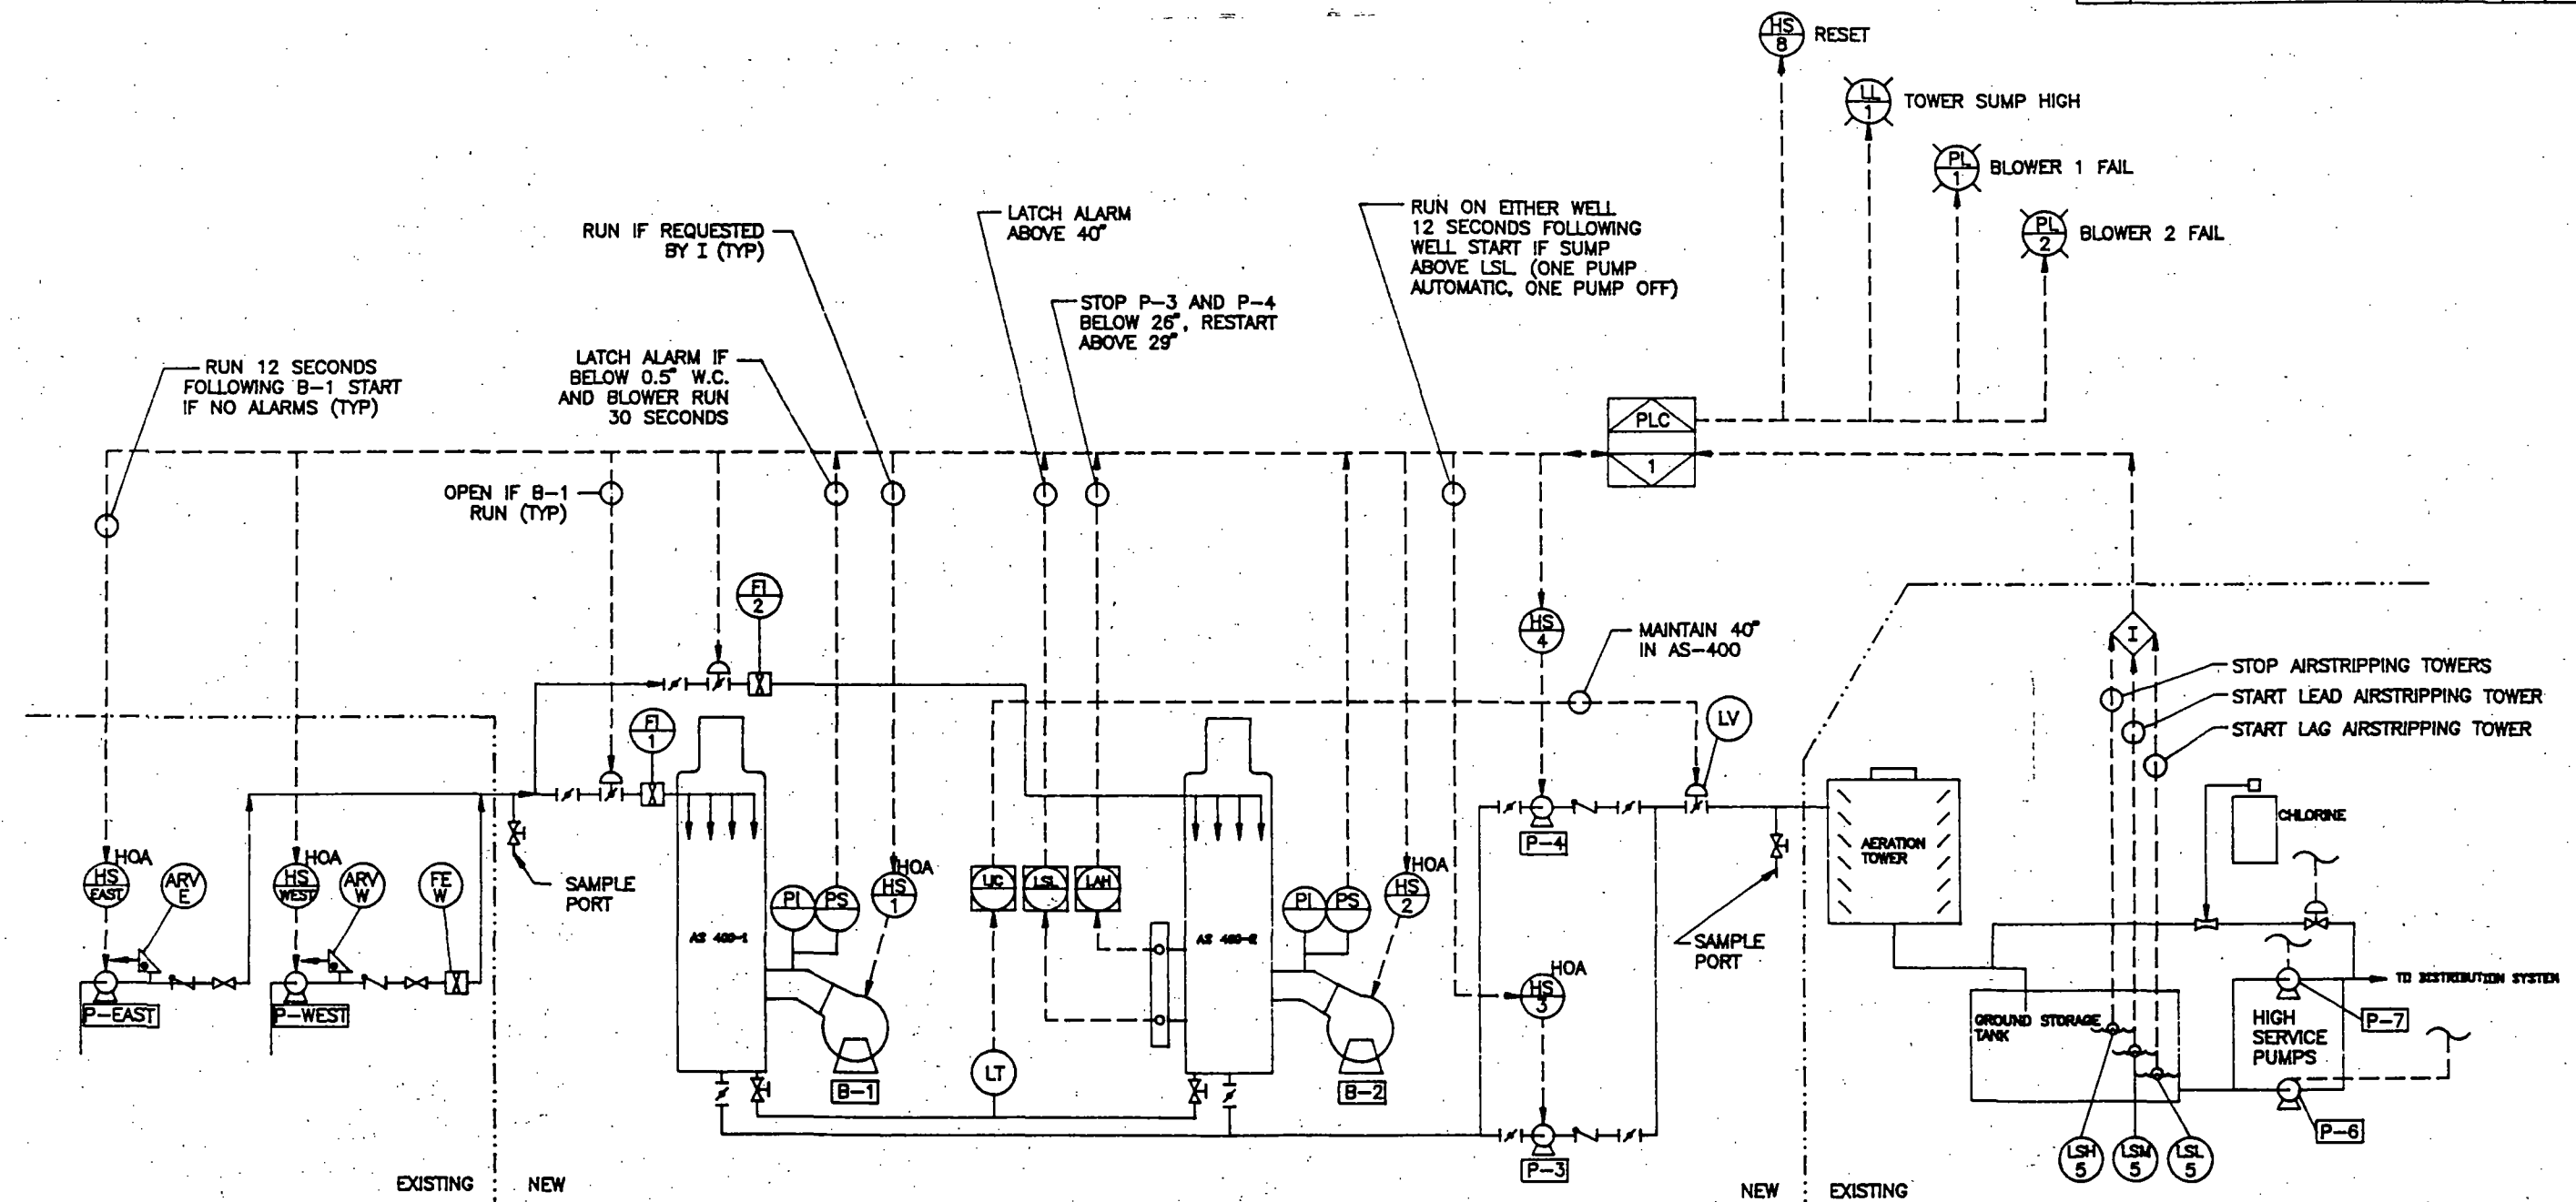 HS
8
RESET
LL
1
TOWER SUMP HIGH
PL
1
BLOWER 1 FAIL
PL
2
BLOWER 2 FAIL
RUN IF REQUESTED
BY I (TYP)
LATCH ALARM
ABOVE 40"
RUN ON EITHER WELL
12 SECONDS FOLLOWING
WELL START IF SUMP
ABOVE LSL (ONE PUMP
AUTOMATIC, ONE PUMP OFF)
STOP P-3 AND P-4
BELOW 26", RESTART
ABOVE 29"
RUN 12 SECONDS
FOLLOWING B-1 START
IF NO ALARMS (TYP)
LATCH ALARM IF
BELOW 0.5" W.C.
AND BLOWER RUN
30 SECONDS
PLC
1
OPEN IF B-1
RUN (TYP)
FI
2
HS
4
MAINTAIN 40"
IN AS-400
I
STOP AIRSTRIPPING TOWERS
START LEAD AIRSTRIPPING TOWER
START LAG AIRSTRIPPING TOWER
FI
1
LV
CHLORINE
P-4
AERATION
TOWER
HOA
HS
EAST
ARV
E
HOA
HS
WEST
ARV
W
FE
W
SAMPLE
PORT
AS 400-1
PI
PS
HOA
HS
1
LIC
LSL
LAH
AS 400-2
PI
PS
HOA
HS
2
SAMPLE
PORT
HOA
HS
3
TO DISTRIBUTION SYSTEM
P-EAST
P-WEST
GROUND STORAGE
TANK
HIGH
SERVICE
PUMPS
P-7
LT
B-1
B-2
P-6
P-3
LSH
5
LSM
5
LSL
5
EXISTING
NEW
NEW
EXISTING